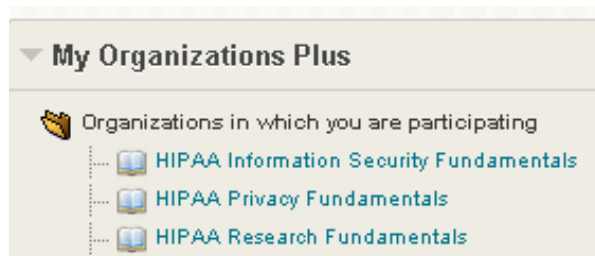 My Organizations Plus
Organizations in which you are participating
HIPAA Information Security Fundamentals
HIPAA Privacy Fundamentals
HIPAA Research Fundamentals